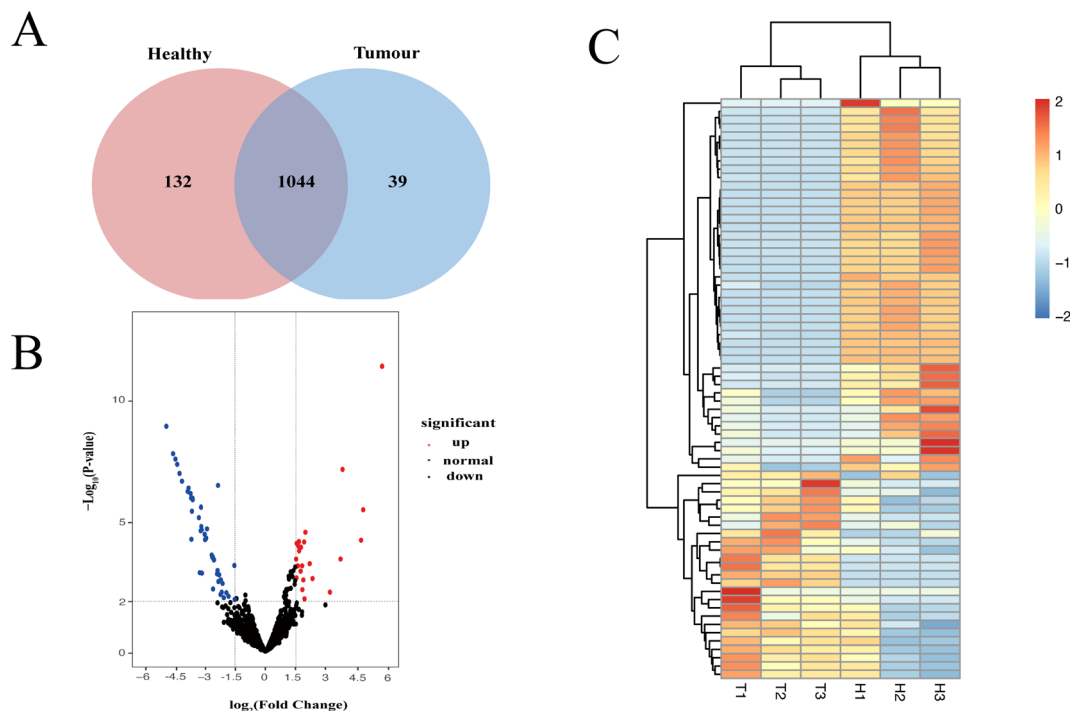 A
Healthy
Tumour
132
1044
39
B
−Log10(P-value)
10
5
2
0
−6
−4.5
−3
−1.5
0
1.5
3
4.5
6
log2(Fold Change)
significant
up
normal
down
C
2
1
0
−1
−2
T1
T2
T3
H1
H2
H3